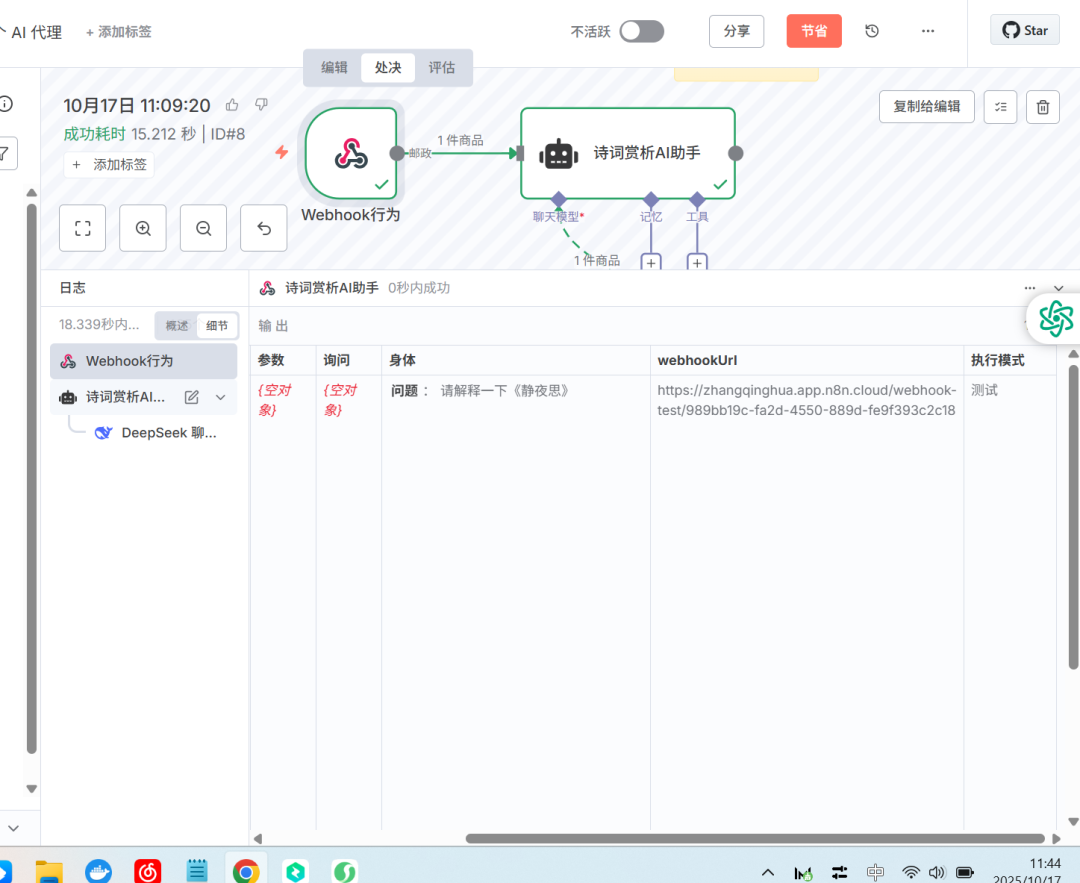 AI 代理
+ 添加标签
不活跃
分享
节省
Star
编辑
处决
评估
10月17日 11:09:20
成功耗时 15.212 秒 | ID#8
+ 添加标签
复制给编辑
邮政
1 件商品
诗词赏析AI助手
Webhook行为
聊天模型*
记忆
工具
1 件商品
日志
诗词赏析AI助手 0秒内成功
18.339秒内...
概述
细节
输出
Webhook行为
诗词赏析AI...
DeepSeek 聊...
参数
询问
身体
webhookUrl
执行模式
{空对
象}
{空对
象}
问题 : 请解释一下《静夜思》
https://zhangqinghua.app.n8n.cloud/webhook-
test/989bb19c-fa2d-4550-889d-fe9f393c2c18
测试
中
11:44
2025/10/17